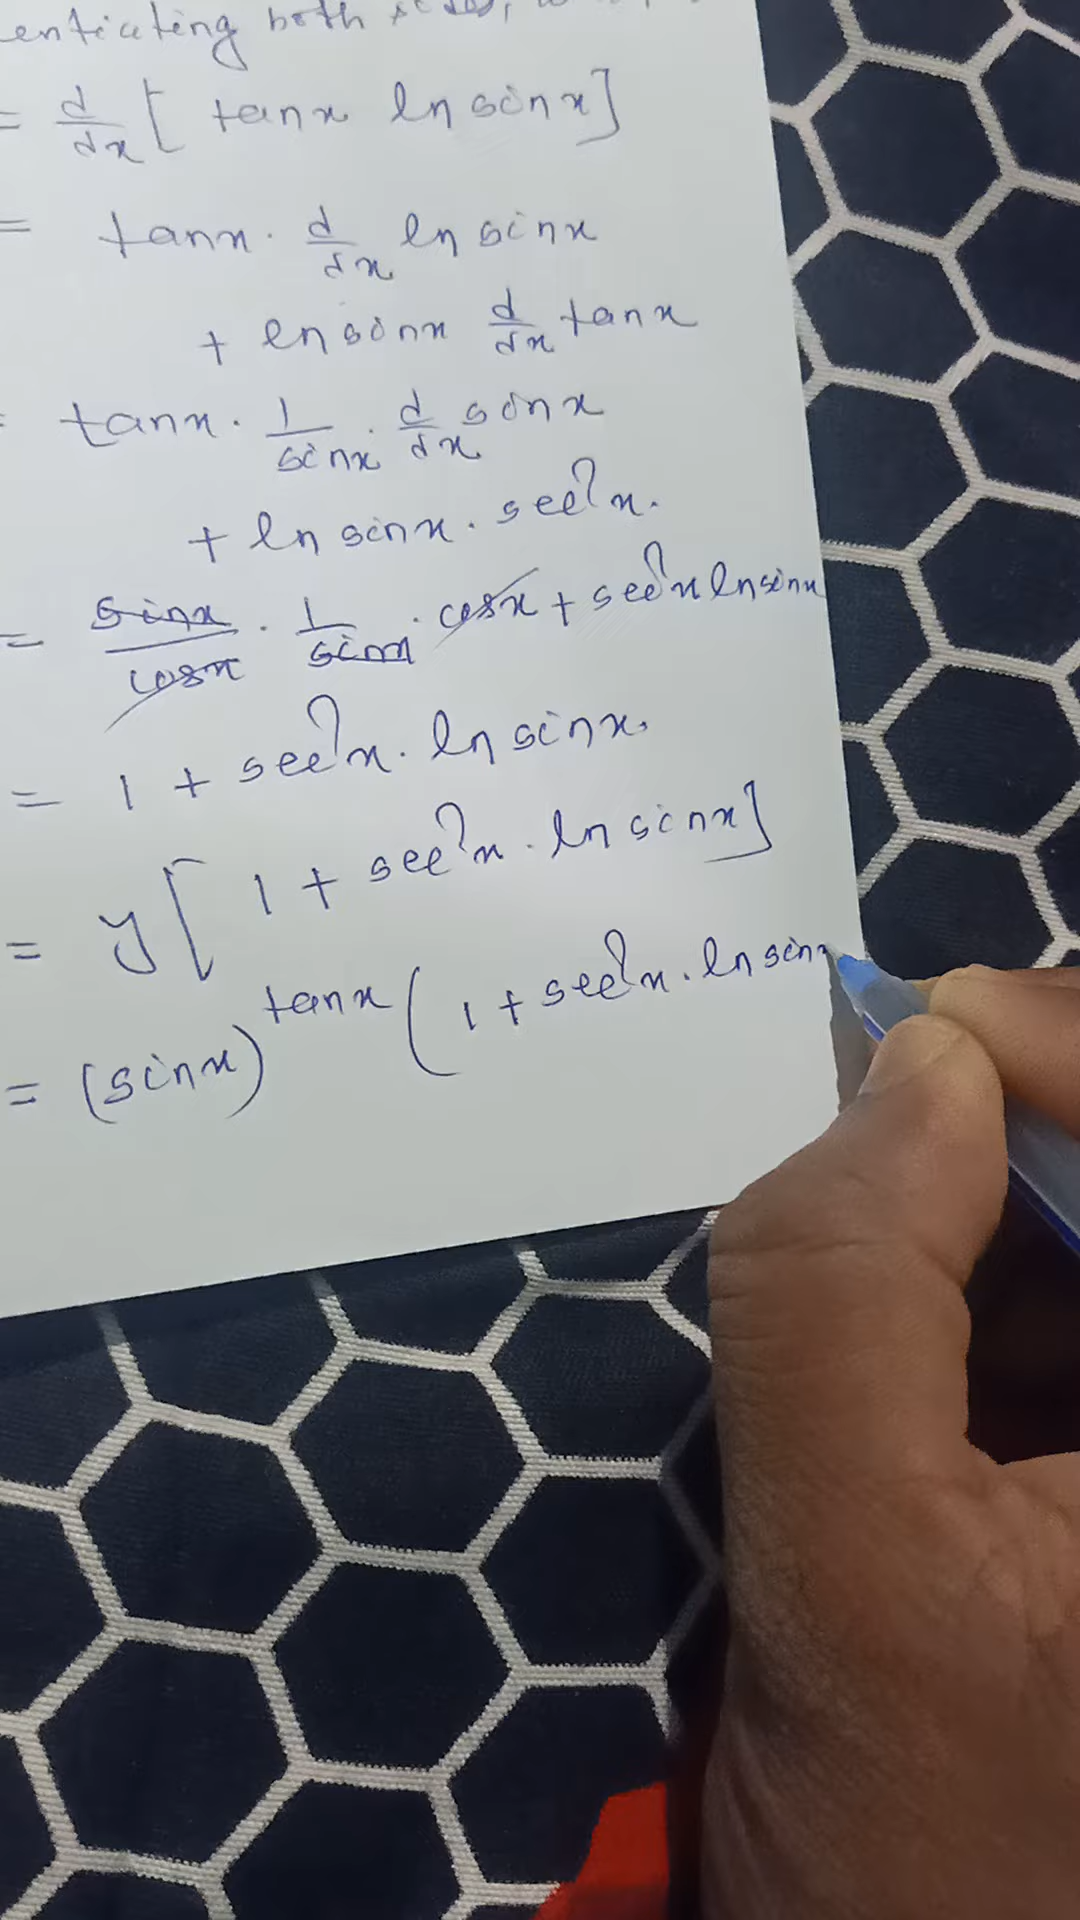 enticating both
= d/dx [ tanx ln sinx]
= tanx · d/dx ln sinx
+ ln sinx d/dx tanx
= tanx · 1/sinx · d/dx sinx
+ ln sinx · sec²x.
= sinx/cosx · 1/sinx · cosx + sec²x ln sinx
= 1 + sec²x · ln sinx.
= y[ 1 + sec²x · ln sinx]
= (sinx)^tanx ( 1 + sec²x · ln sinx